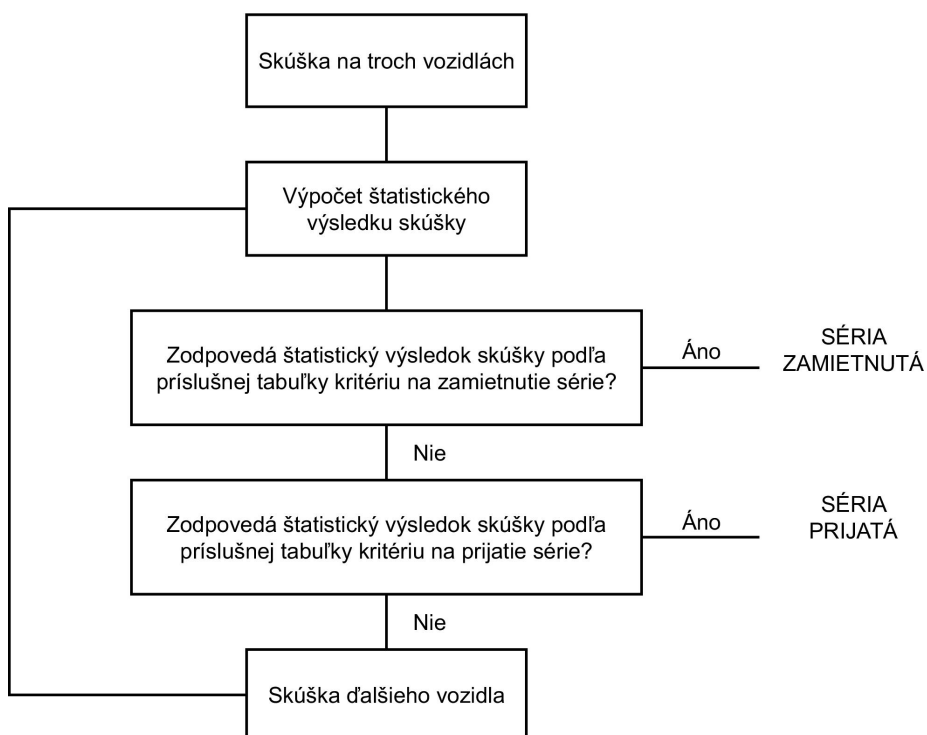 Skúška na troch vozidlách
Výpočet štatistického
výsledku skúšky
Zodpovedá štatistický výsledok skúšky podľa
príslušnej tabuľky kritériu na zamietnutie série?
Áno
SÉRIA
ZAMIETNUTÁ
Nie
Zodpovedá štatistický výsledok skúšky podľa
príslušnej tabuľky kritériu na prijatie série?
Áno
SÉRIA
PRIJATÁ
Nie
Skúška ďalšieho vozidla